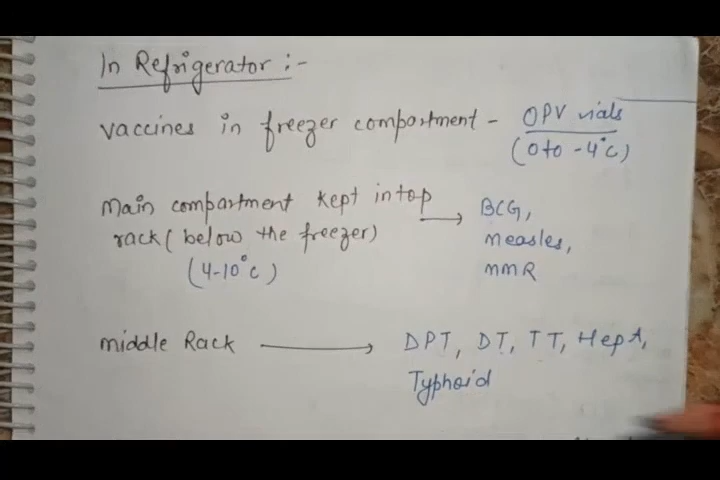 In Refrigerator :-
vaccines in freezer compartment - OPV vials
(0 to -4°C)
Main compartment kept in top
rack ( below the freezer) → BCG,
(4-10°C) measles,
MMR
middle Rack → DPT, DT, TT, Hep A,
Typhoid